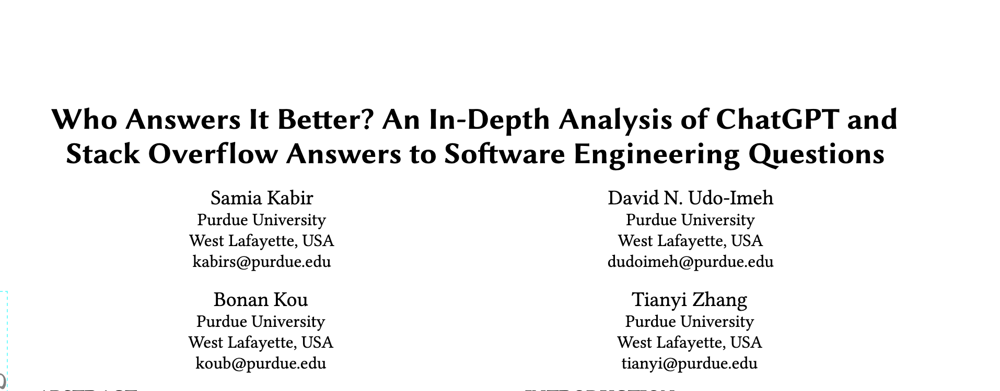 Who Answers It Better? An In-Depth Analysis of ChatGPT and
Stack Overflow Answers to Software Engineering Questions
Samia Kabir
Purdue University
West Lafayette, USA
kabirs@purdue.edu
David N. Udo-Imeh
Purdue University
West Lafayette, USA
dudoimeh@purdue.edu
Bonan Kou
Purdue University
West Lafayette, USA
koub@purdue.edu
Tianyi Zhang
Purdue University
West Lafayette, USA
tianyi@purdue.edu